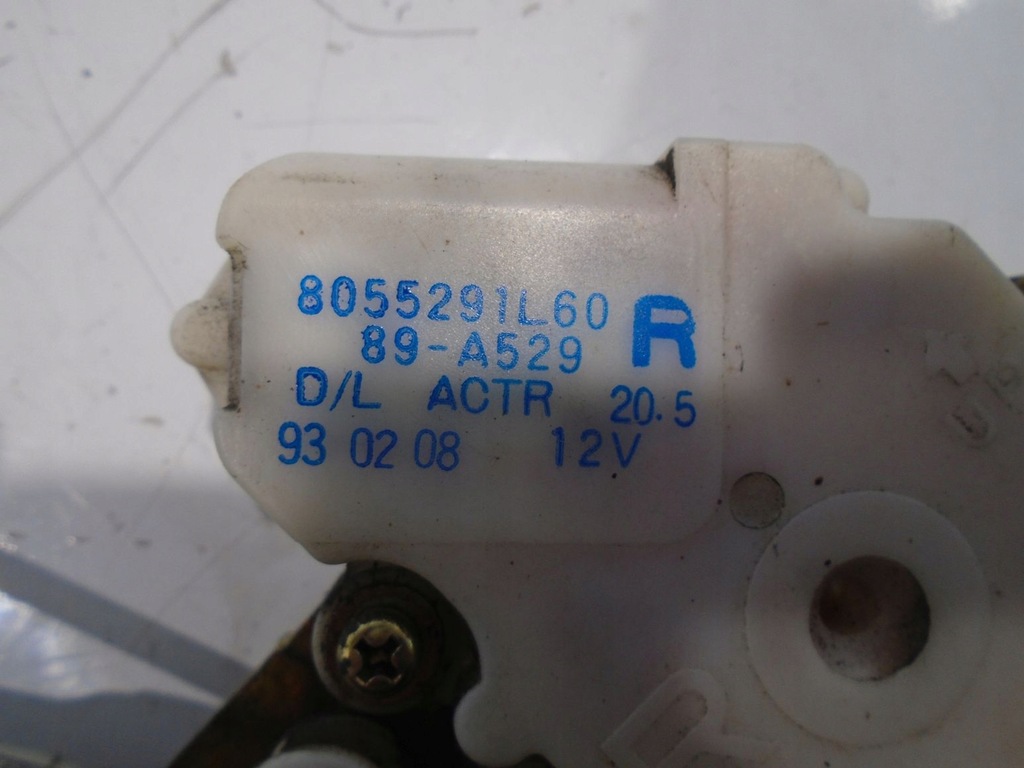 8055291L60
89-A529 R
D/L ACTR 20.5
93 02 08 12V
R